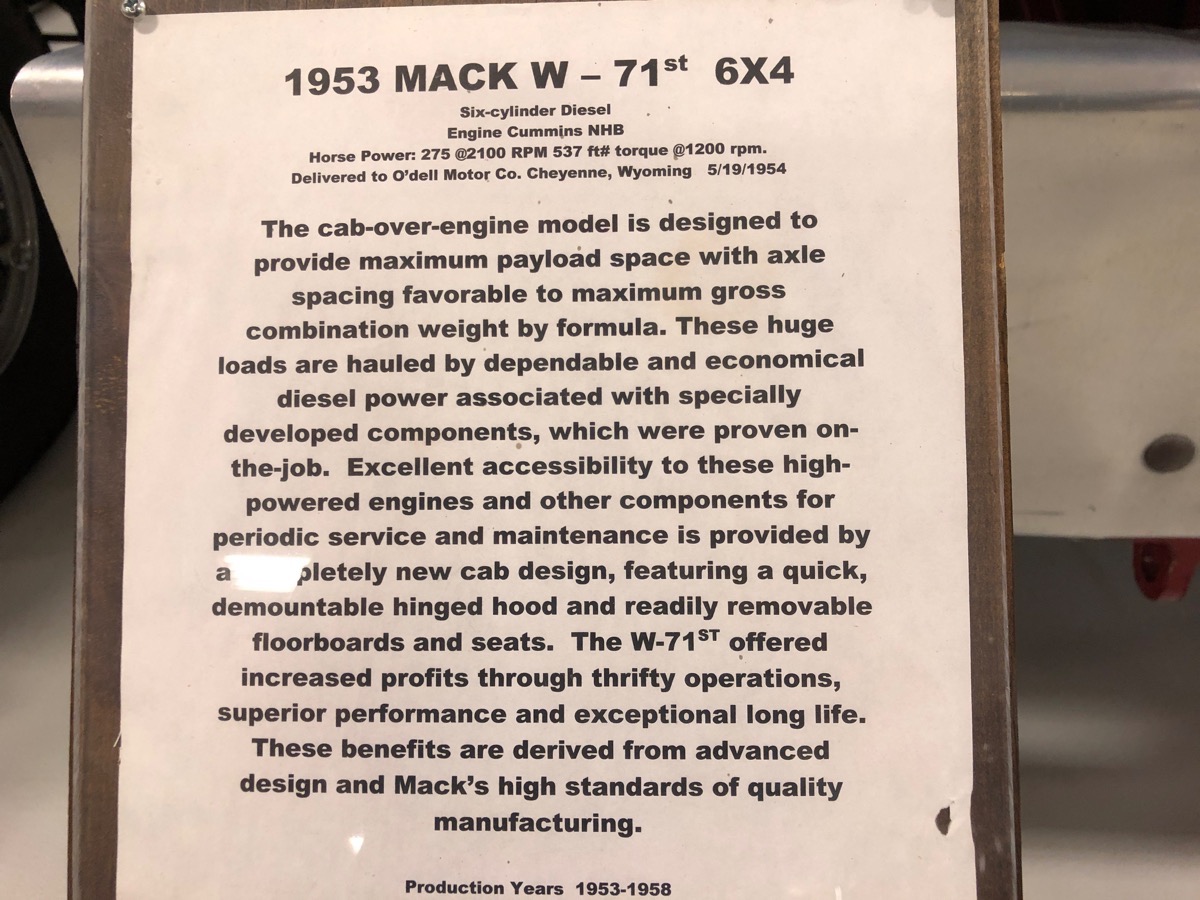 1953 MACK W – 71st 6X4
Six-cylinder Diesel
Engine Cummins NHB
Horse Power: 275 @2100 RPM 537 ft# torque @1200 rpm.
Delivered to O’dell Motor Co. Cheyenne, Wyoming 5/19/1954
The cab-over-engine model is designed to
provide maximum payload space with axle
spacing favorable to maximum gross
combination weight by formula. These huge
loads are hauled by dependable and economical
diesel power associated with specially
developed components, which were proven on-
the-job. Excellent accessibility to these high-
powered engines and other components for
periodic service and maintenance is provided by
a new cab design, featuring a quick,
demountable hinged hood and readily removable
floorboards and seats. The W-71ST offered
increased profits through thrifty operations,
superior performance and exceptional long life.
These benefits are derived from advanced
design and Mack’s high standards of quality
manufacturing.
Production Years 1953-1958